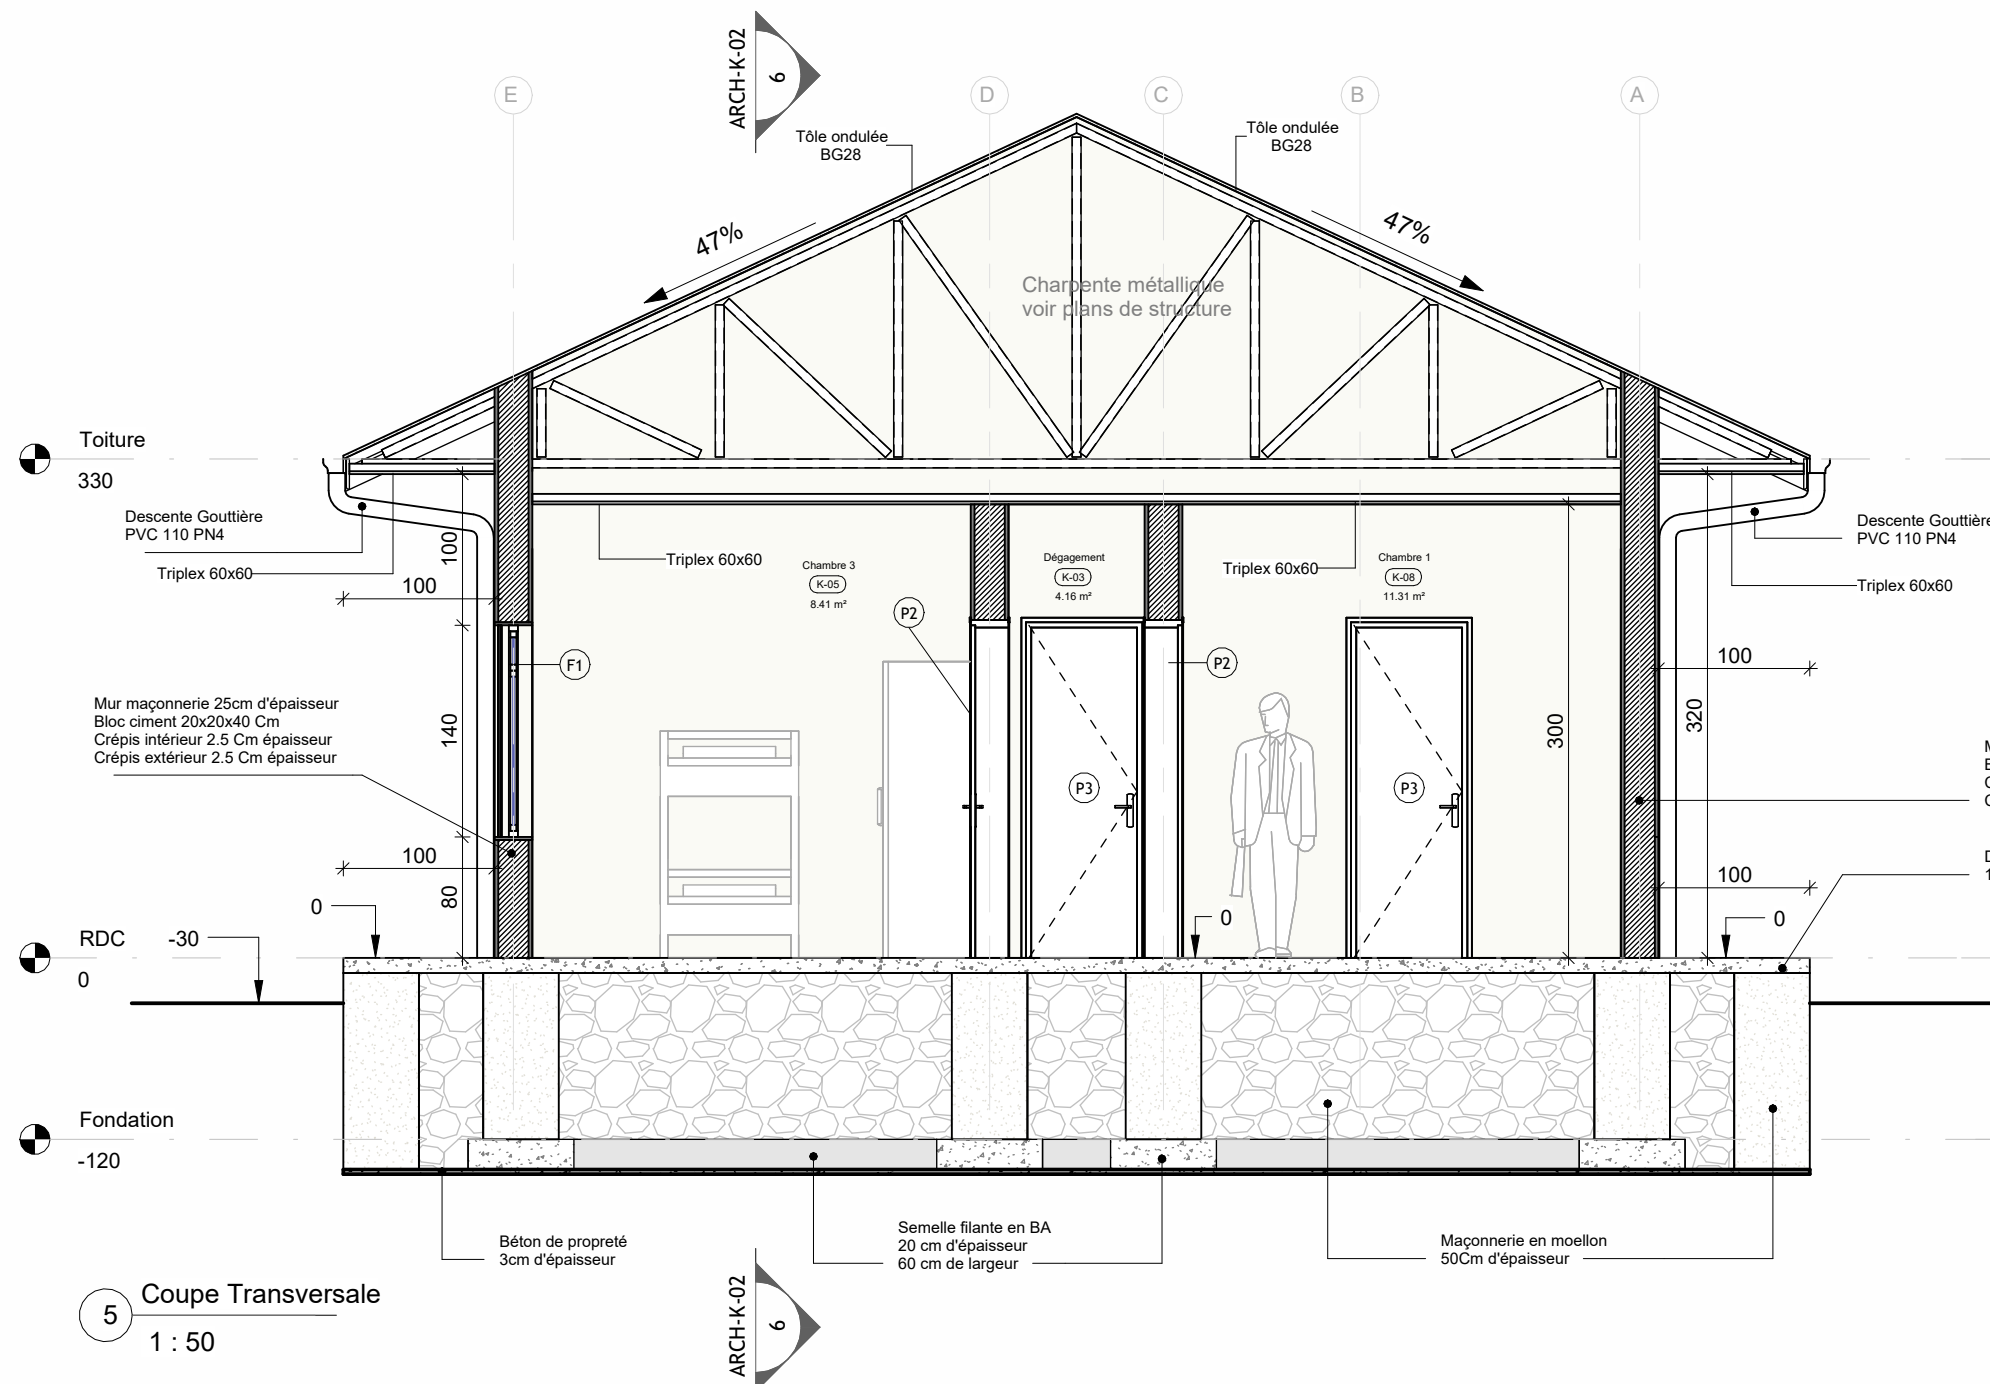 ARCH-K-02
6
E
D
C
B
A
Tôle ondulée
BG28
Tôle ondulée
BG28
47%
47%
Charpente métallique
voir plans de structure
Toiture
330
Descente Gouttière
PVC 110 PN4
Triplex 60x60
100
100
Triplex 60x60
Chambre 3
K-05
8.41 m²
Dégagement
K-03
4.16 m²
Triplex 60x60
Chambre 1
K-08
11.31 m²
Descente Gouttière
PVC 110 PN4
Triplex 60x60
P2
F1
P2
100
Mur maçonnerie 25cm d'épaisseur
Bloc ciment 20x20x40 Cm
Crépis intérieur 2.5 Cm épaisseur
Crépis extérieur 2.5 Cm épaisseur
140
300
320
P3
P3
M
B
C
C
100
80
100
D
1
0
0
0
RDC
-30
0
Fondation
-120
Béton de propreté
3cm d'épaisseur
Semelle filante en BA
20 cm d'épaisseur
60 cm de largeur
Maçonnerie en moellon
50Cm d'épaisseur
5
Coupe Transversale
1 : 50
ARCH-K-02
6